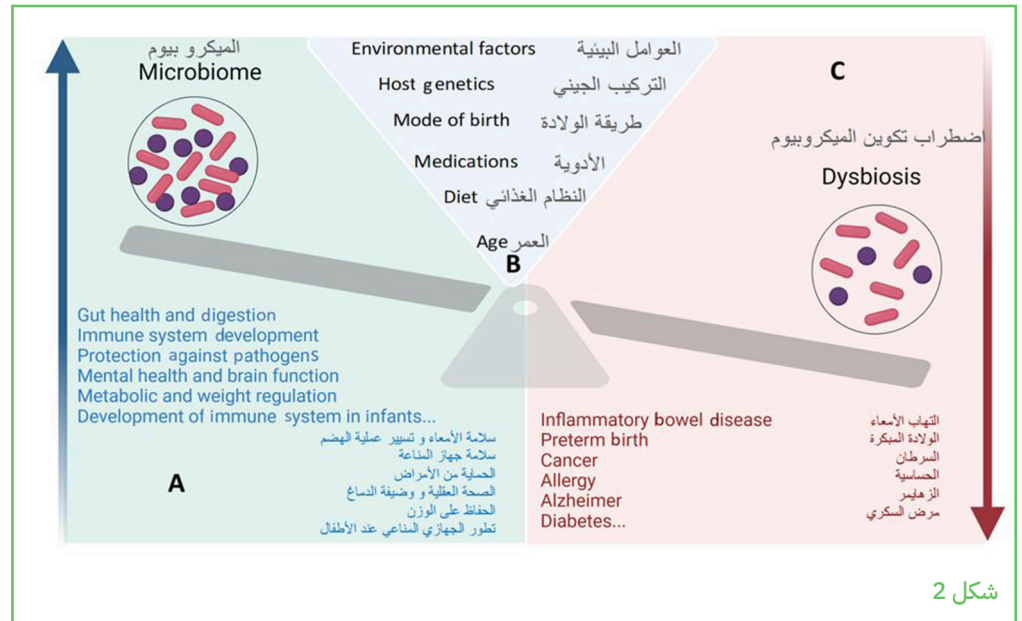 الميكرو بيوم
Microbiome
Environmental factors العوامل البيئية
Host genetics التركيب الجيني
Mode of birth طريقة الولادة
Medications الأدوية
Diet النظام الغذائي
Age العمر
B
C
اضطراب تكوين الميكروبيوم
Dysbiosis
Gut health and digestion
Immune system development
Protection against pathogens
Mental health and brain function
Metabolic and weight regulation
Development of immune system in infants...
سلامة الأمعاء و تسيير عملية الهضم
سلامة جهاز المناعة
الحماية من الأمراض
الصحة العقلية و وضيفة الدماغ
الحفاظ على الوزن
تطور الجهازي المناعي عند الأطفال
A
Inflammatory bowel disease التهاب الأمعاء
Preterm birth الولادة المبكرة
Cancer السرطان
Allergy الحساسية
Alzheimer الزهايمر
Diabetes... مرض السكري
شكل 2